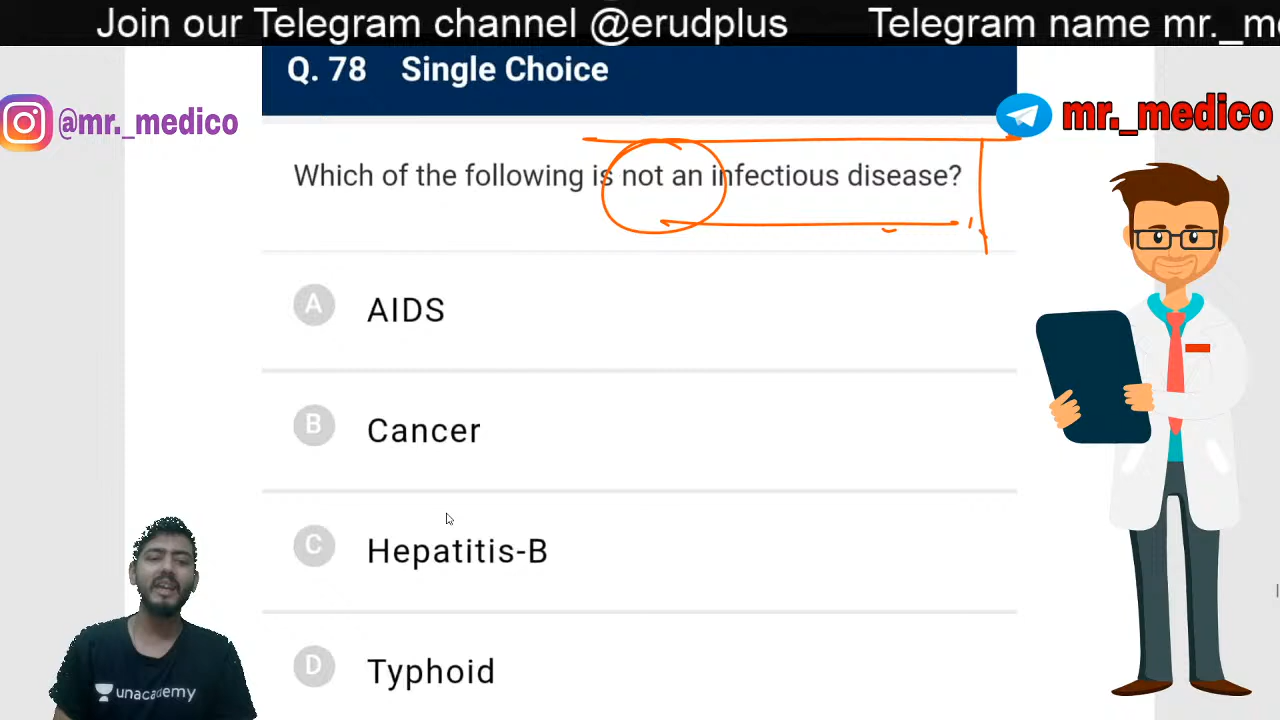 Join our Telegram channel @erudplus Telegram name mr._m
Q. 78 Single Choice
@mr._medico
mr._medico
Which of the following is not an infectious disease?
A AIDS
B Cancer
C Hepatitis-B
D Typhoid
unacademy